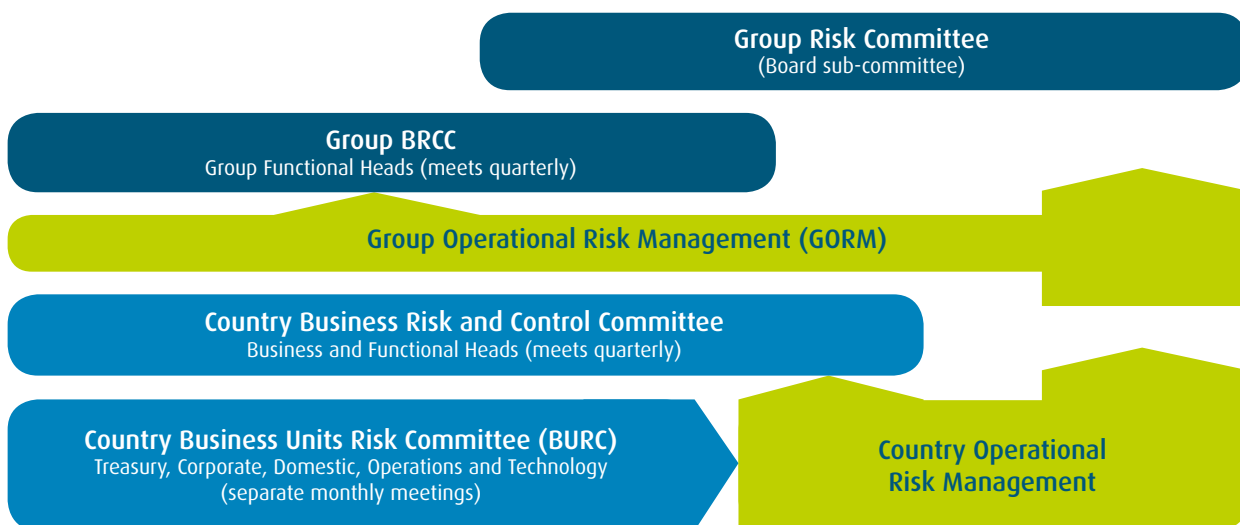 Group Risk Committee
(Board sub-committee)
Group BRCC
Group Functional Heads (meets quarterly)
Group Operational Risk Management (GORM)
Country Business Risk and Control Committee
Business and Functional Heads (meets quarterly)
Country Business Units Risk Committee (BURC)
Treasury, Corporate, Domestic, Operations and Technology
(separate monthly meetings)
Country Operational
Risk Management